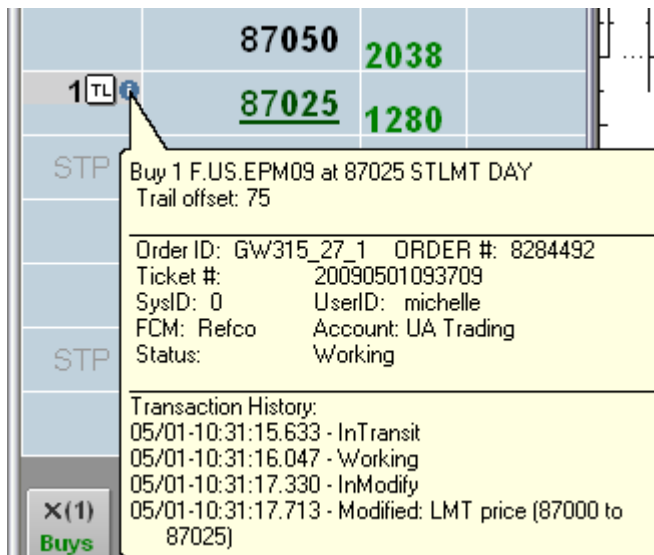 87050 2038
1 TL i 87025 1280
STP
Buy 1 F.US.EPM09 at 87025 STLMT DAY
Trail offset: 75
Order ID: GW315_27_1 ORDER #: 8284492
Ticket #: 20090501093709
SysID: 0 UserID: michelle
FCM: Refco Account: UA Trading
STP
Status: Working
Transaction History:
05/01-10:31:15.633 - InTransit
05/01-10:31:16.047 - Working
05/01-10:31:17.330 - InModify
X(1)
05/01-10:31:17.713 - Modified: LMT price (87000 to
87025)
Buys